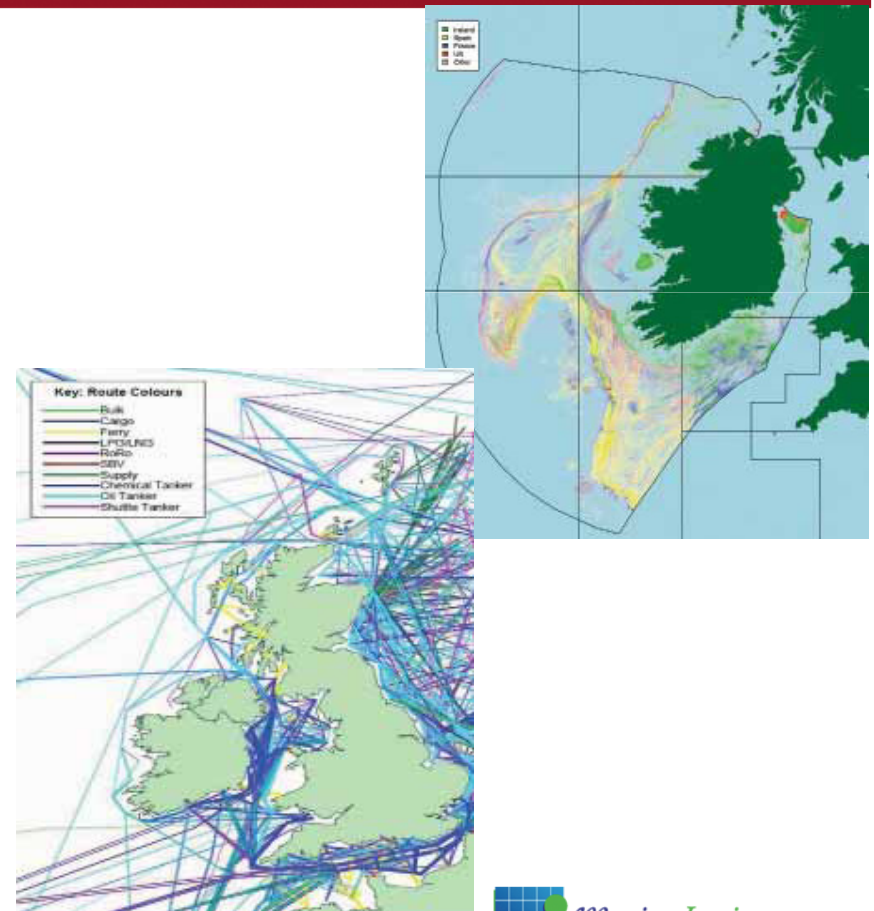 Ireland
Spain
France
UK
Other
Key: Route Colours
Bulk
Cargo
Ferry
LPG/LNG
RoRo
SBV
Supply
Chemical Tanker
Oil Tanker
Shuttle Tanker